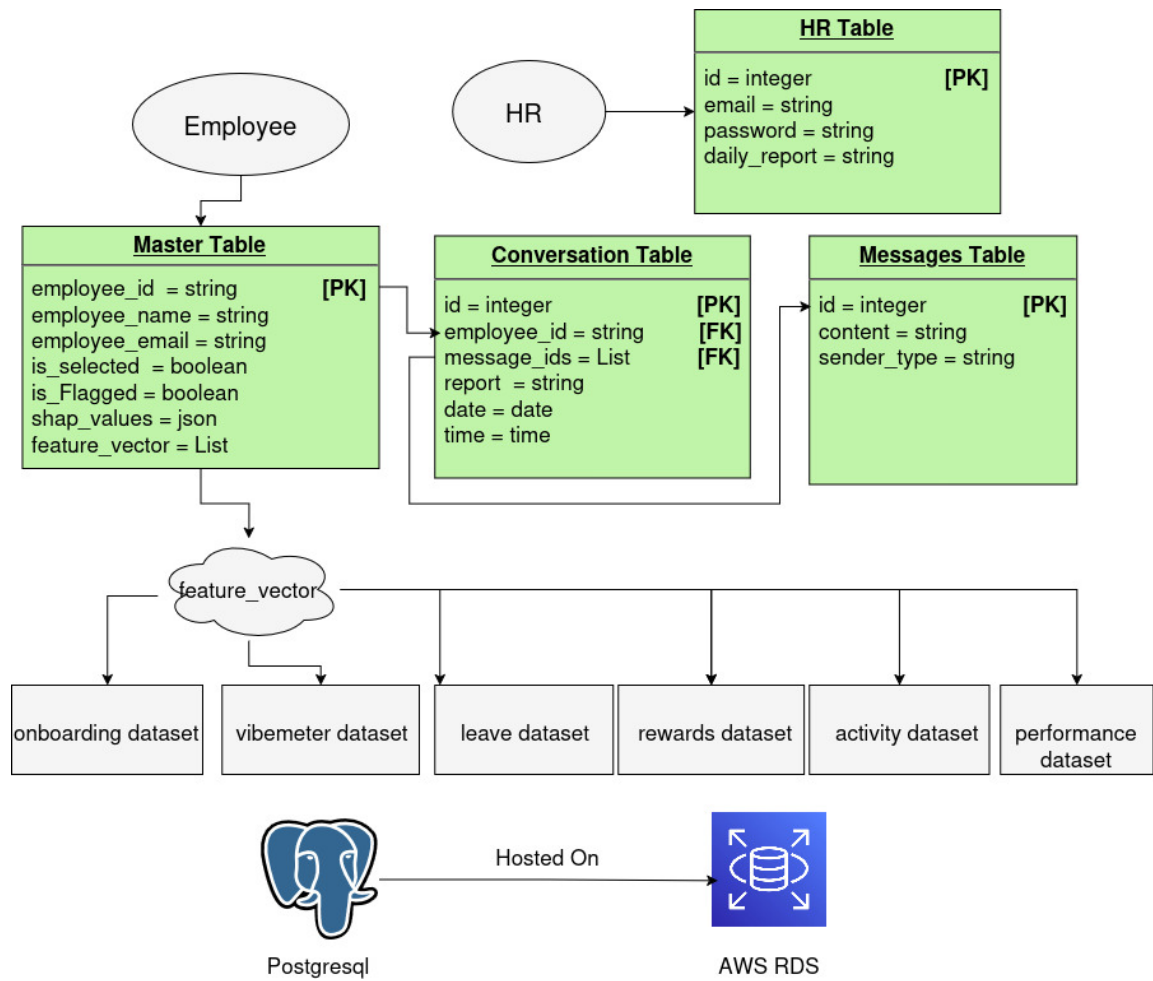 HR Table
id = integer [PK]
email = string
password = string
daily_report = string
Employee
HR
Master Table
employee_id = string [PK]
employee_name = string
employee_email = string
is_selected = boolean
is_Flagged = boolean
shap_values = json
feature_vector = List
Conversation Table
id = integer [PK]
employee_id = string [FK]
message_ids = List [FK]
report = string
date = date
time = time
Messages Table
id = integer [PK]
content = string
sender_type = string
feature_vector
onboarding dataset
vibemeter dataset
leave dataset
rewards dataset
activity dataset
performance
dataset
Hosted On
Postgresql
AWS RDS